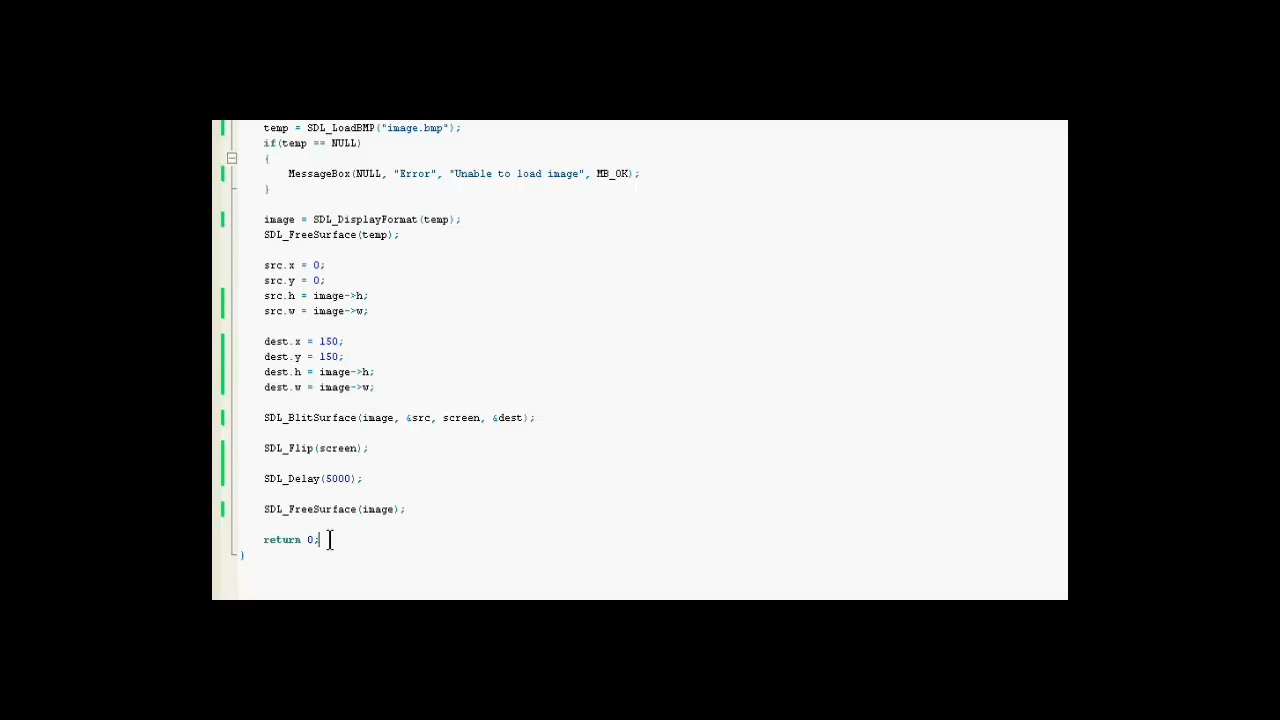 temp = SDL_LoadBMP("image.bmp");
if(temp == NULL)
{
MessageBox(NULL, "Error", "Unable to load image", MB_OK);
}
image = SDL_DisplayFormat(temp);
SDL_FreeSurface(temp);
src.x = 0;
src.y = 0;
src.h = image->h;
src.w = image->w;
dest.x = 150;
dest.y = 150;
dest.h = image->h;
dest.w = image->w;
SDL_BlitSurface(image, &src, screen, &dest);
SDL_Flip(screen);
SDL_Delay(5000);
SDL_FreeSurface(image);
return 0;
}